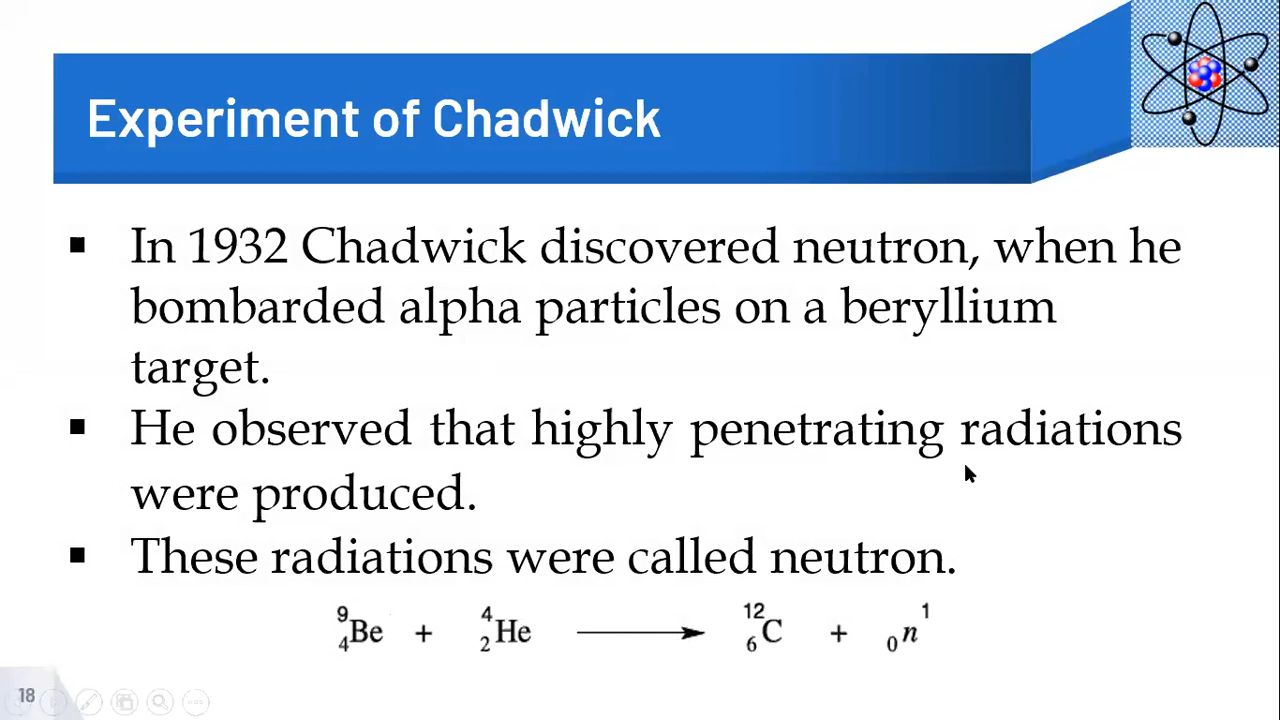 Experiment of Chadwick
▪ In 1932 Chadwick discovered neutron, when he
bombarded alpha particles on a beryllium
target.
▪ He observed that highly penetrating radiations
were produced.
▪ These radiations were called neutron.
⁹₄Be + ⁴₂He ⟶ ¹²₆C + ₀n¹
18